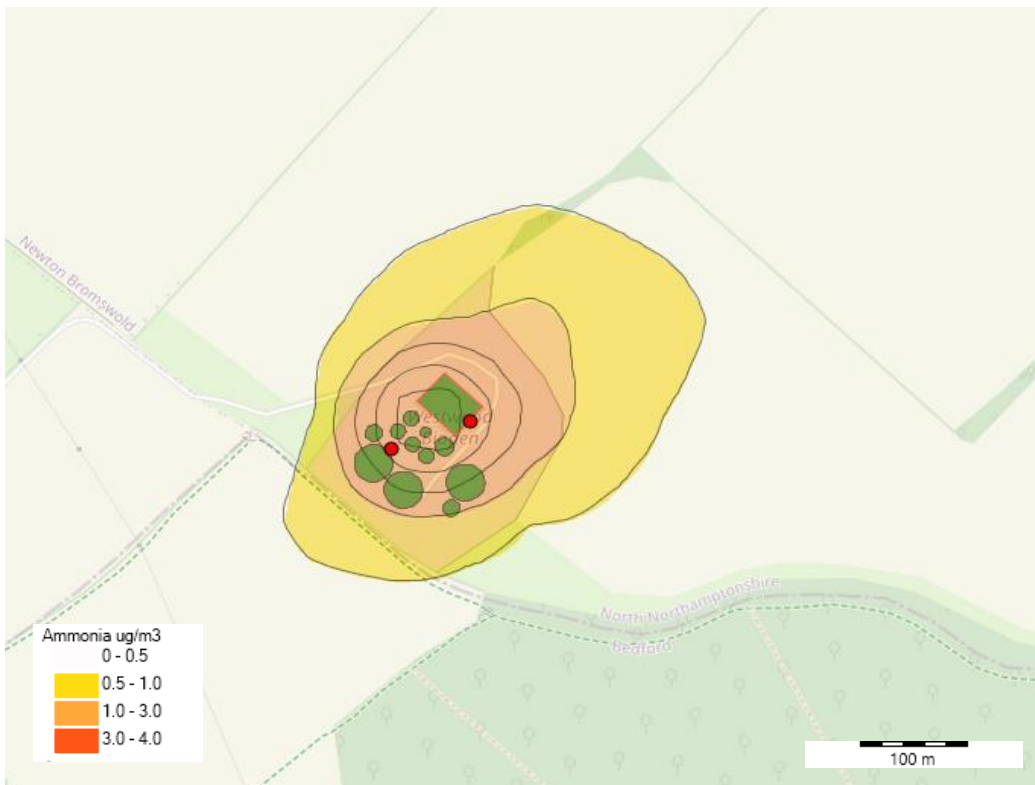 Newton Bromswold
Westwood
North Northamptonshire
Bedford
Ammonia ug/m3
0 - 0.5
0.5 - 1.0
1.0 - 3.0
3.0 - 4.0
100 m